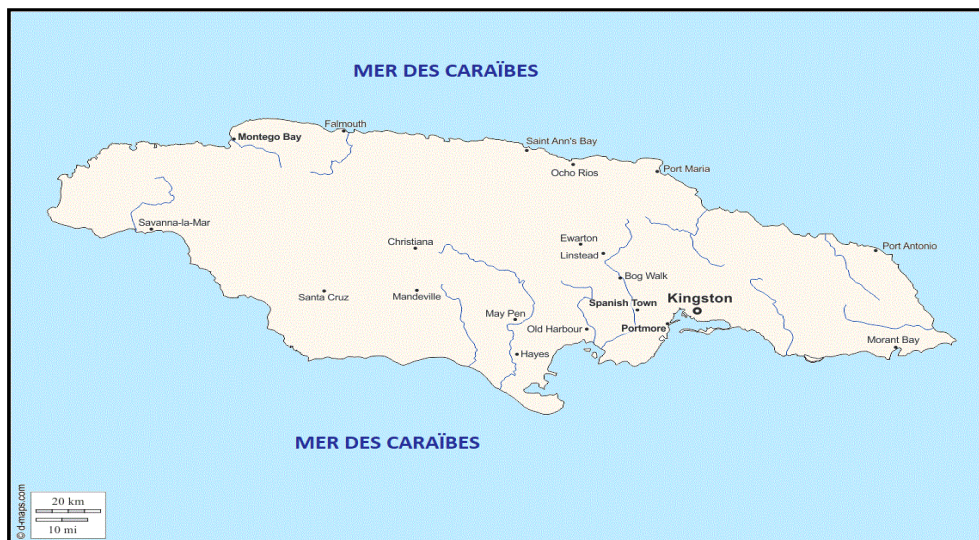 MER DES CARAÏBES
Falmouth
Montego Bay
Saint Ann's Bay
Ocho Rios
Port Maria
Savanna-la-Mar
Christiana
Ewarton
Port Antonio
Linstead
Bog Walk
Santa Cruz
Mandeville
Spanish Town
Kingston
May Pen
Old Harbour
Portmore
Morant Bay
Hayes
MER DES CARAÏBES
20 km
10 mi
© d-maps.com